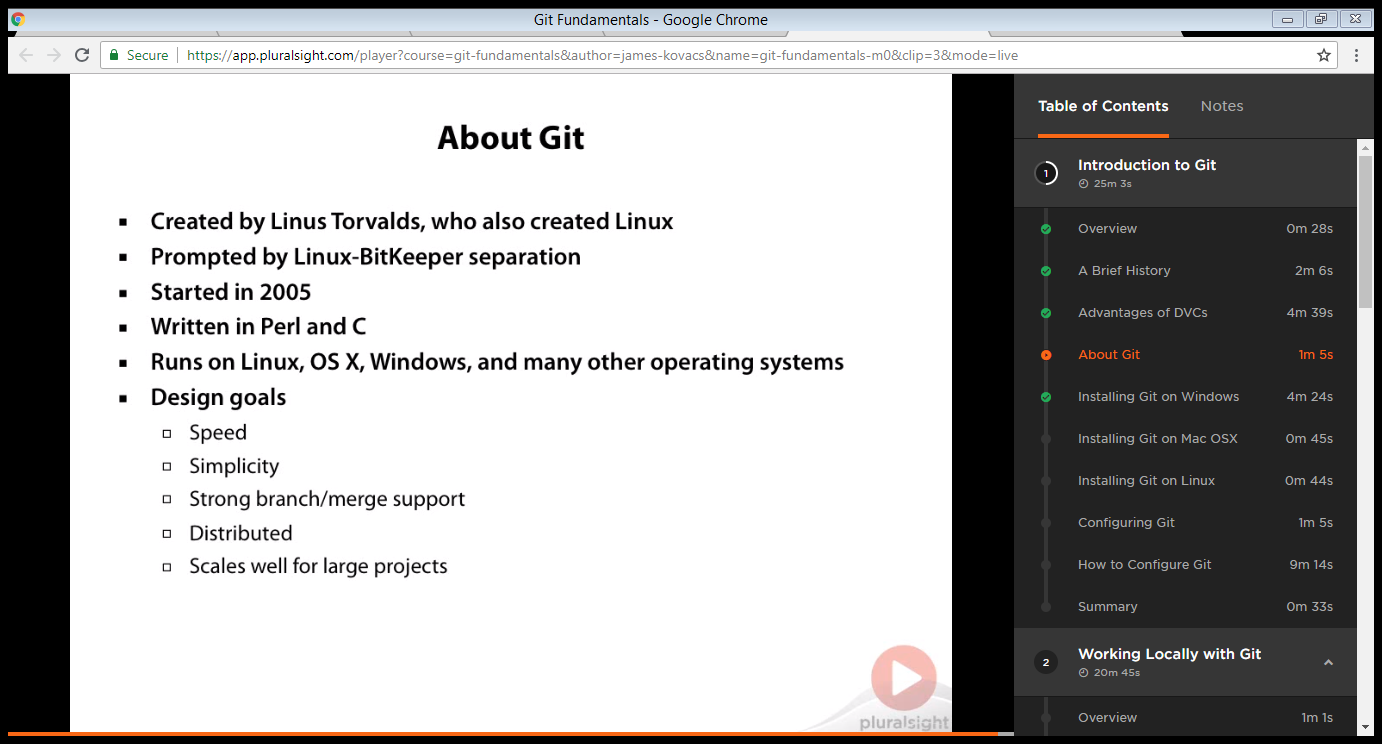 Git Fundamentals - Google Chrome
Secure
https://app.pluralsight.com/player?course=git-fundamentals&author=james-kovacs&name=git-fundamentals-m0&clip=3&mode=live
About Git
Created by Linus Torvalds, who also created Linux
Prompted by Linux-BitKeeper separation
Started in 2005
Written in Perl and C
Runs on Linux, OS X, Windows, and many other operating systems
Design goals
Speed
Simplicity
Strong branch/merge support
Distributed
Scales well for large projects
pluralsight
Table of Contents Notes
1 Introduction to Git
25m 3s
Overview 0m 28s
A Brief History 2m 6s
Advantages of DVCs 4m 39s
About Git 1m 5s
Installing Git on Windows 4m 24s
Installing Git on Mac OSX 0m 45s
Installing Git on Linux 0m 44s
Configuring Git 1m 5s
How to Configure Git 9m 14s
Summary 0m 33s
2 Working Locally with Git
20m 45s
Overview 1m 1s